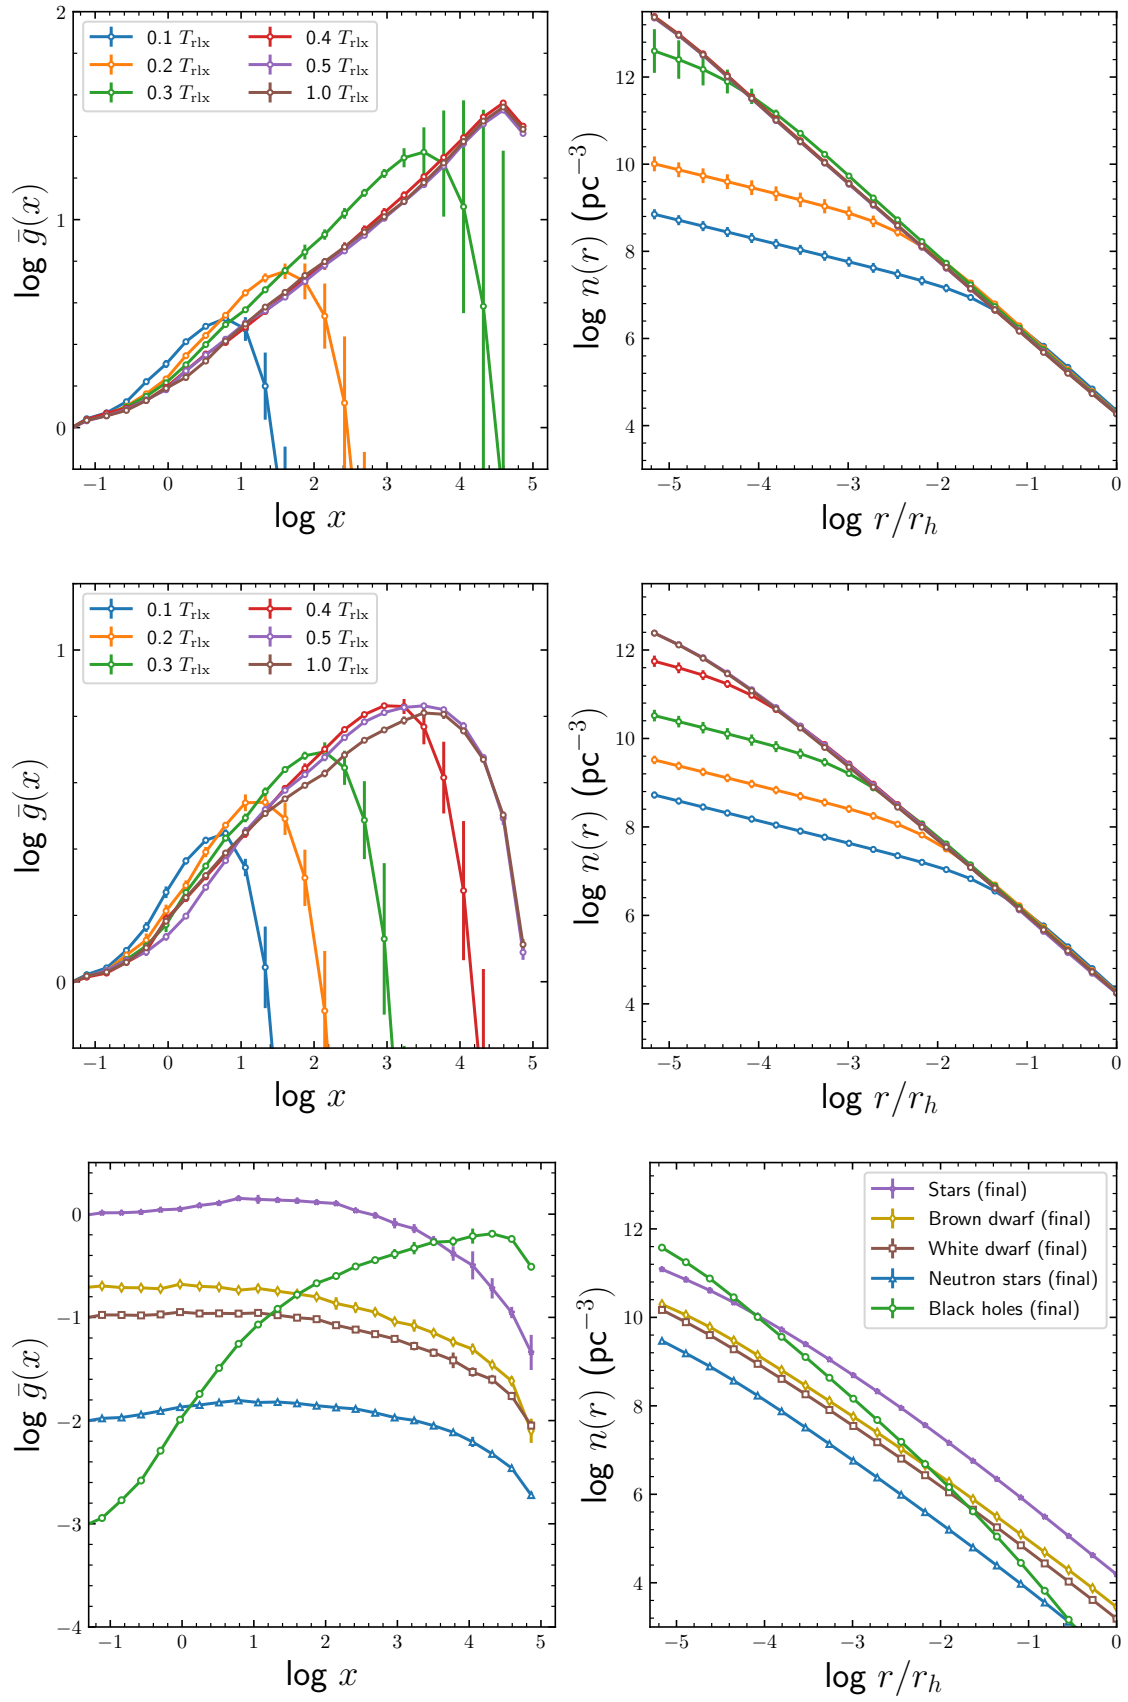 2
1
0
log ḡ(x)
0.1 T_rlx
0.2 T_rlx
0.3 T_rlx
0.4 T_rlx
0.5 T_rlx
1.0 T_rlx
−1 0 1 2 3 4 5
log x
12
10
8
6
4
log n(r) (pc⁻³)
−5 −4 −3 −2 −1 0
log r/r_h
1
0
log ḡ(x)
0.1 T_rlx
0.2 T_rlx
0.3 T_rlx
0.4 T_rlx
0.5 T_rlx
1.0 T_rlx
−1 0 1 2 3 4 5
log x
12
10
8
6
4
log n(r) (pc⁻³)
−5 −4 −3 −2 −1 0
log r/r_h
0
−1
−2
−3
−4
log ḡ(x)
−1 0 1 2 3 4 5
log x
12
10
8
6
4
log n(r) (pc⁻³)
Stars (final)
Brown dwarf (final)
White dwarf (final)
Neutron stars (final)
Black holes (final)
−5 −4 −3 −2 −1 0
log r/r_h